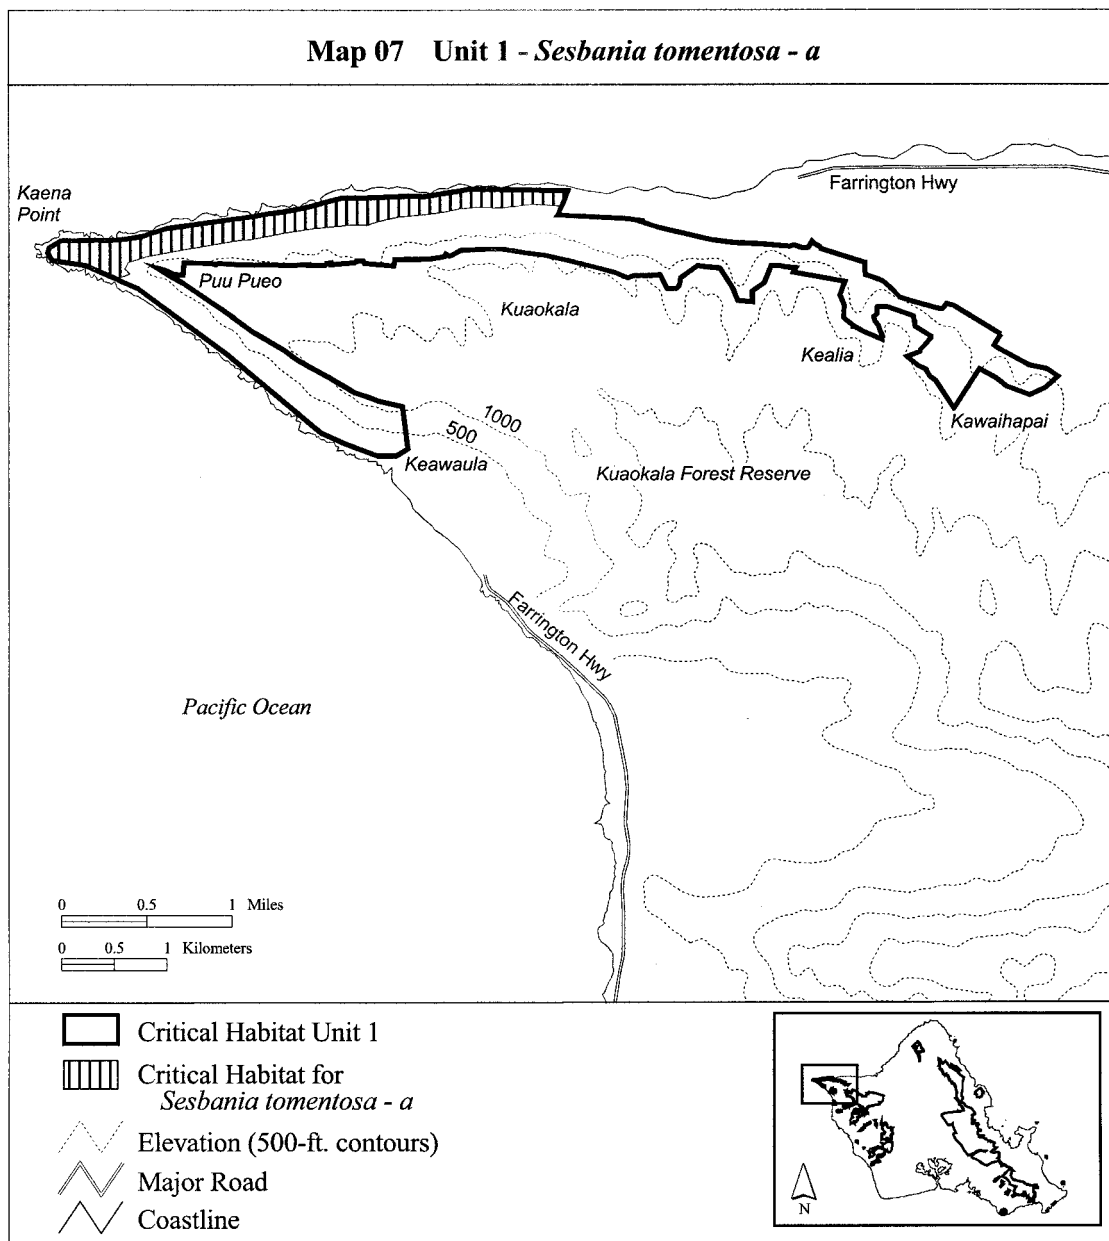 Map 07 Unit 1 - Sesbania tomentosa - a
Kaena
Point
Farrington Hwy
Puu Pueo
Kuaokala
Kealia
Kawaihapai
1000
500
Keawaula
Kuaokala Forest Reserve
Farrington Hwy
Pacific Ocean
0 0.5 1 Miles
0 0.5 1 Kilometers
Critical Habitat Unit 1
Critical Habitat for
Sesbania tomentosa - a
Elevation (500-ft. contours)
Major Road
Coastline
N